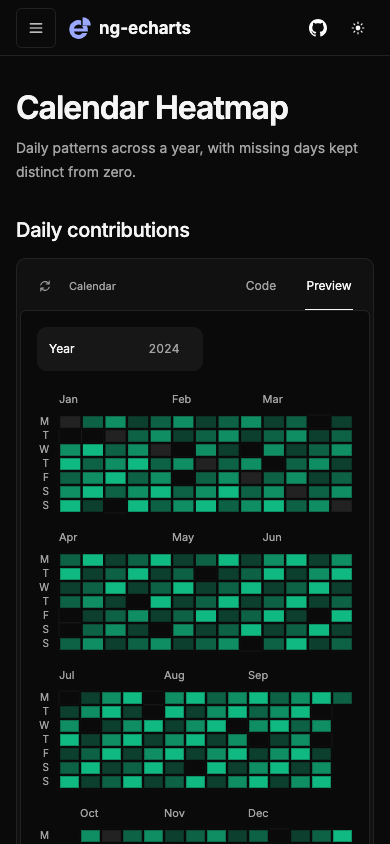 ng-echarts
Calendar Heatmap
Daily patterns across a year, with missing days kept
distinct from zero.
Daily contributions
Calendar Code Preview
Year 2024
Jan Feb Mar
M
T
W
T
F
S
S
Apr May Jun
M
T
W
T
F
S
S
Jul Aug Sep
M
T
W
T
F
S
S
Oct Nov Dec
M